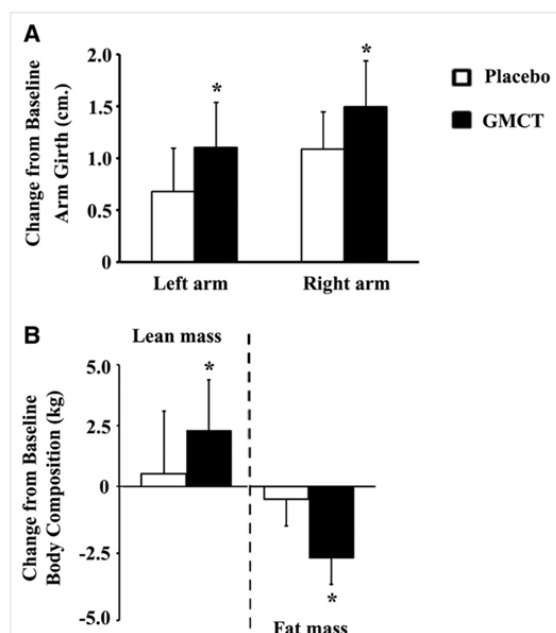 A
Change from Baseline
Arm Girth (cm.)
2.0
1.5
1.0
0.5
0
*
*
Left arm
Right arm
Placebo
GMCT
B
Change from Baseline
Body Composition (kg)
Lean mass
5.0
2.5
0
-2.5
-5.0
*
*
Fat mass